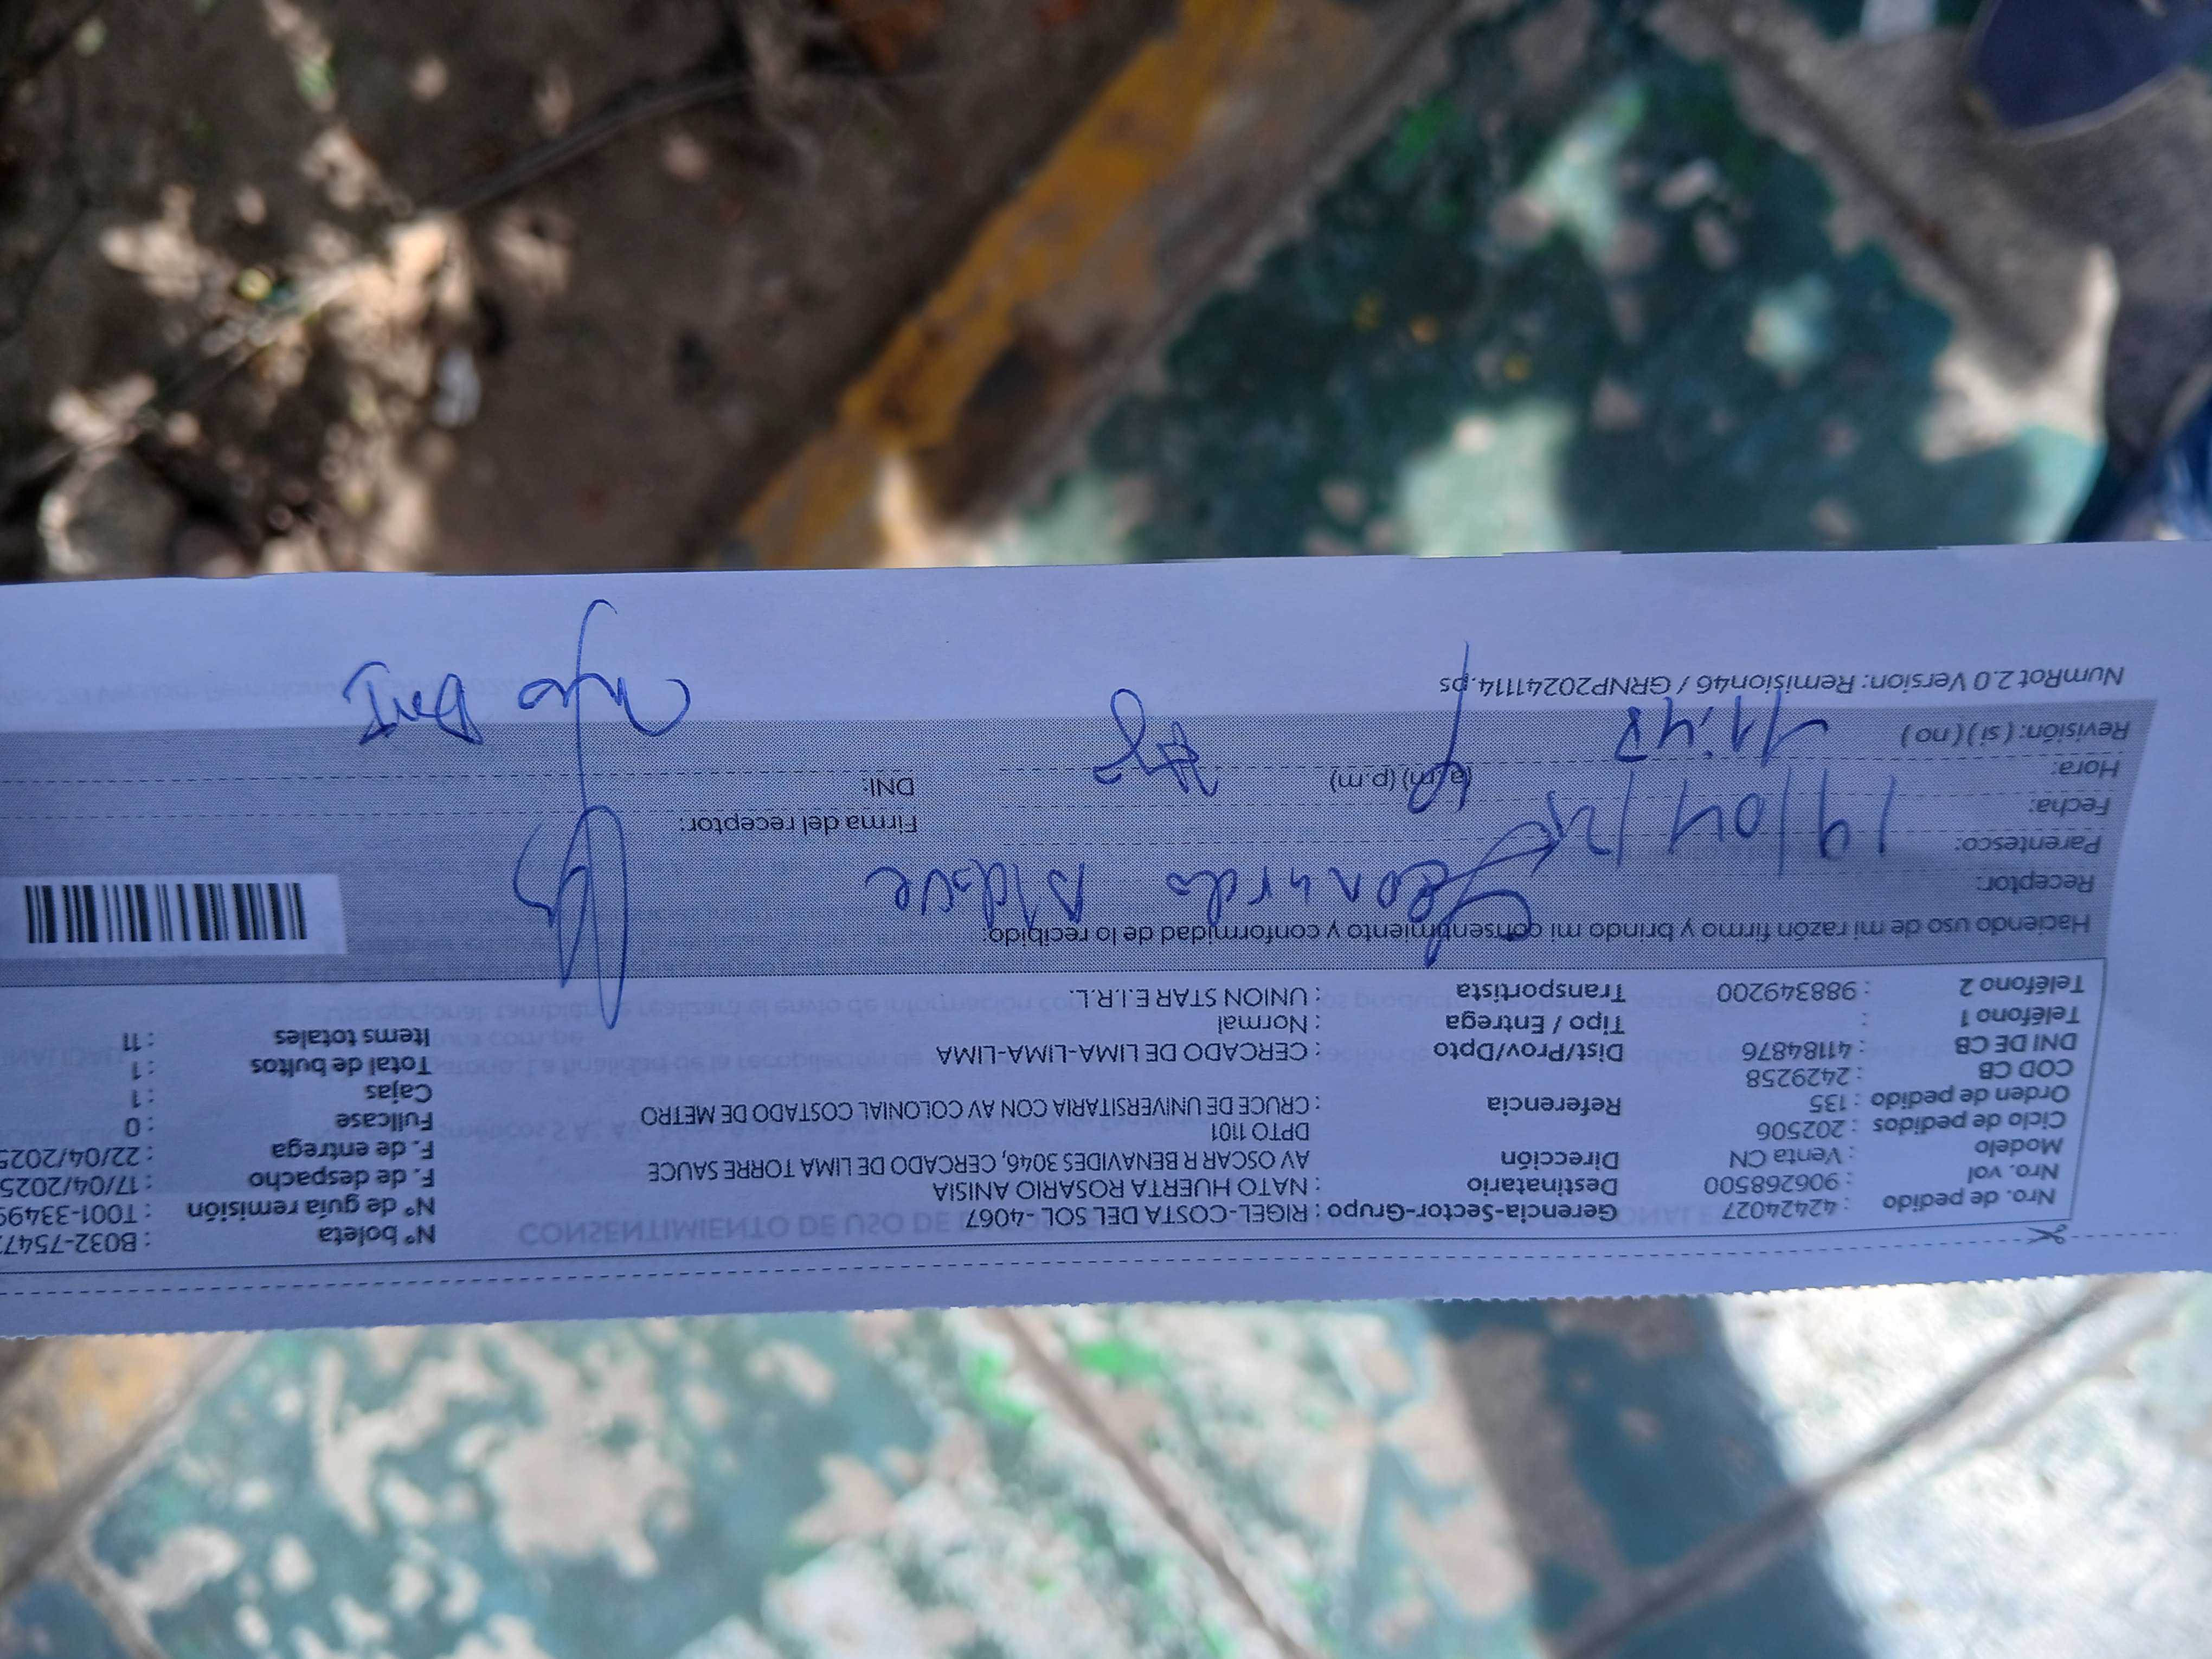 Nro. de pedido : 42424027
Nro. vol. : 906268500
Modelo : Venta CN
Ciclo de pedidos : 202506
Orden de pedido : 135
COD CB : 2429258
DNI DE CB : 41184876
Teléfono 1 :
Teléfono 2 : 988349200
Gerencia-Sector-Grupo : RIGEL-COSTA DEL SOL -4067
Destinatario : NATO HUERTA ROSARIO ANISIA
Dirección AV OSCAR R BENAVIDES 3046, CERCADO DE LIMA TORRE SAUCE
DPTO 1101
Referencia : CRUCE DE UNIVERSITARIA CON AV COLONIAL COSTADO DE METRO
Dist/Prov/Dpto : CERCADO DE LIMA-LIMA-LIMA
Tipo / Entrega : Normal
Transportista : UNION STAR E.I.R.L.
N° boleta : B032-7547
N° de guía remisión : T001-33499
F. de despacho : 17/04/2025
F. de entrega : 22/04/2025
Fullcase : 0
Cajas : 1
Total de bultos : 1
Items totales : 11
Haciendo uso de mi razón firmo y brindo mi consentimiento y conformidad de lo recibido:
Receptor: Leonardo
Parentesco:
Fecha: 19/04/25
Hora: 11:48 (a.m) (p.m)
Revisión: ( si ) ( no )
Firma del receptor:
DNI:
NumRot 2.0 Version: Remision46 / GRNP20241114.ps